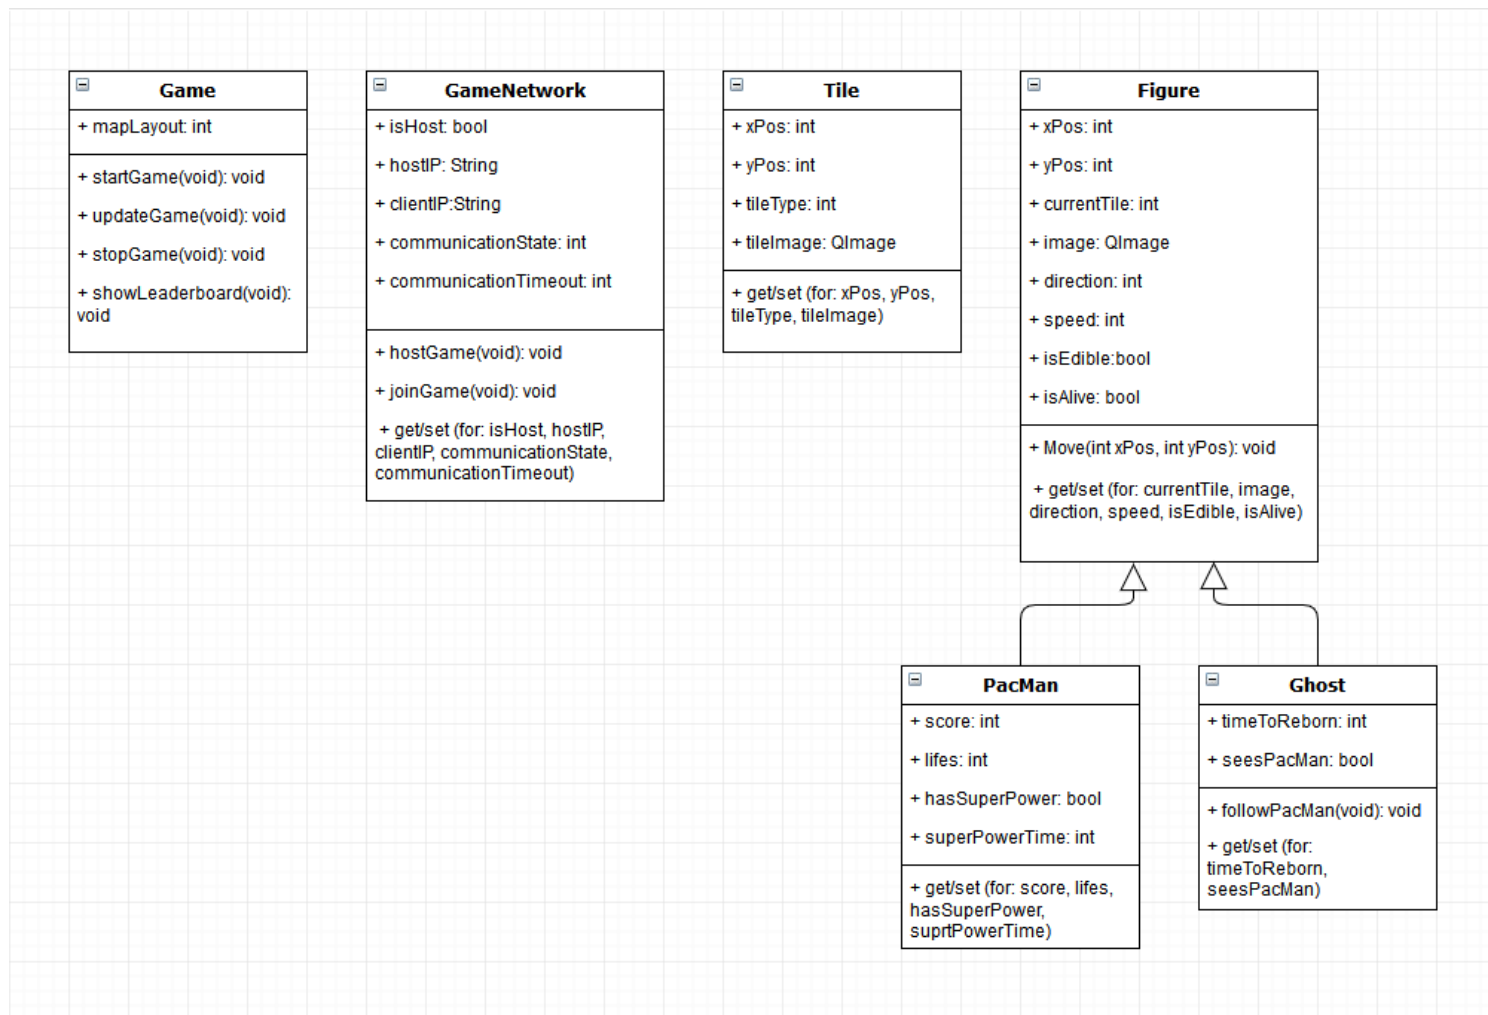 Game
+ mapLayout: int
+ startGame(void): void
+ updateGame(void): void
+ stopGame(void): void
+ showLeaderboard(void):
void
GameNetwork
+ isHost: bool
+ hostIP: String
+ clientIP:String
+ communicationState: int
+ communicationTimeout: int
+ hostGame(void): void
+ joinGame(void): void
+ get/set (for: isHost, hostIP,
clientIP, communicationState,
communicationTimeout)
Tile
+ xPos: int
+ yPos: int
+ tileType: int
+ tileImage: QImage
+ get/set (for: xPos, yPos,
tileType, tileImage)
Figure
+ xPos: int
+ yPos: int
+ currentTile: int
+ image: QImage
+ direction: int
+ speed: int
+ isEdible:bool
+ isAlive: bool
+ Move(int xPos, int yPos): void
+ get/set (for: currentTile, image,
direction, speed, isEdible, isAlive)
PacMan
+ score: int
+ lifes: int
+ hasSuperPower: bool
+ superPowerTime: int
+ get/set (for: score, lifes,
hasSuperPower,
suprtPowerTime)
Ghost
+ timeToReborn: int
+ seesPacMan: bool
+ followPacMan(void): void
+ get/set (for:
timeToReborn,
seesPacMan)